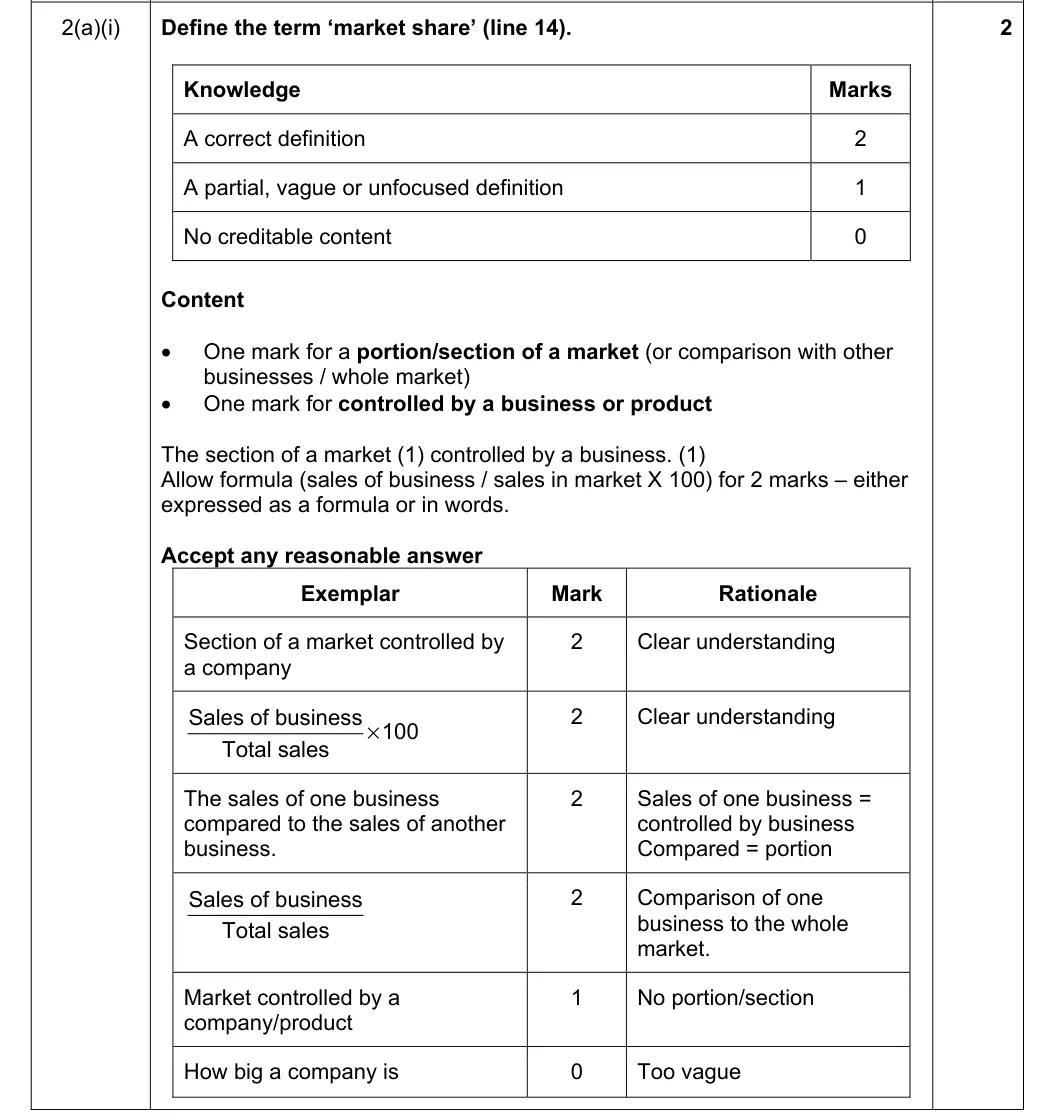 2(a)(i) Define the term ‘market share’ (line 14). 2
Knowledge Marks
A correct definition 2
A partial, vague or unfocused definition 1
No creditable content 0
Content
• One mark for a portion/section of a market (or comparison with other
businesses / whole market)
• One mark for controlled by a business or product
The section of a market (1) controlled by a business. (1)
Allow formula (sales of business / sales in market X 100) for 2 marks – either
expressed as a formula or in words.
Accept any reasonable answer
Exemplar Mark Rationale
Section of a market controlled by 2 Clear understanding
a company
Sales of business 2 Clear understanding
×100
Total sales
The sales of one business 2 Sales of one business =
compared to the sales of another controlled by business
business. Compared = portion
Sales of business 2 Comparison of one
Total sales business to the whole
market.
Market controlled by a 1 No portion/section
company/product
How big a company is 0 Too vague